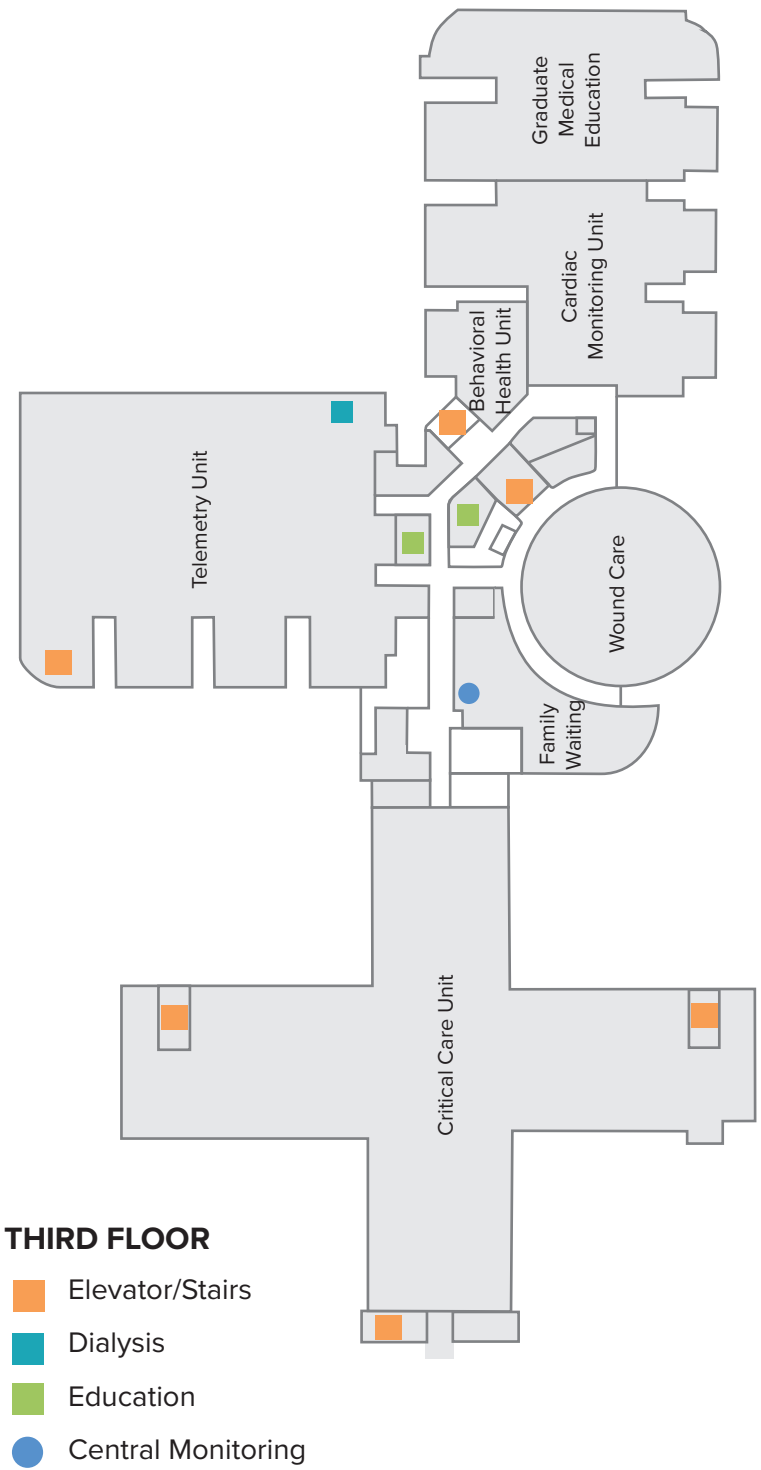 Graduate
Medical
Education
Cardiac
Monitoring Unit
Behavioral
Health Unit
Telemetry Unit
Wound Care
Family
Waiting
Critical Care Unit
THIRD FLOOR
Elevator/Stairs
Dialysis
Education
Central Monitoring